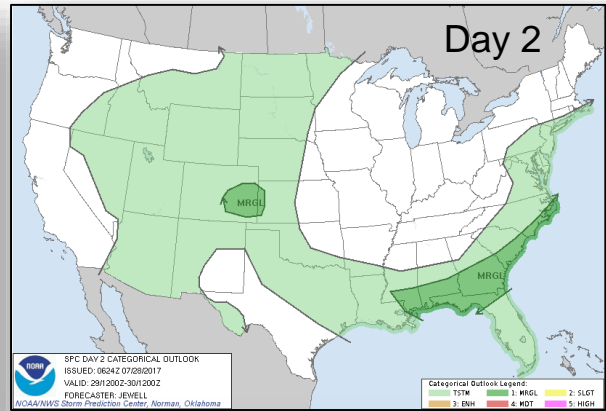 Day 2
MRGL
MRGL
NOAA
SPC DAY 2 CATEGORICAL OUTLOOK
ISSUED: 0624Z 07/28/2017
VALID: 29/1200Z-30/1200Z
FORECASTER: JEWELL
NOAA/NWS Storm Prediction Center, Norman, Oklahoma
Categorical Outlook Legend:
TSTM 1: MRGL 2: SLGT
3: ENH 4: MDT 5: HIGH